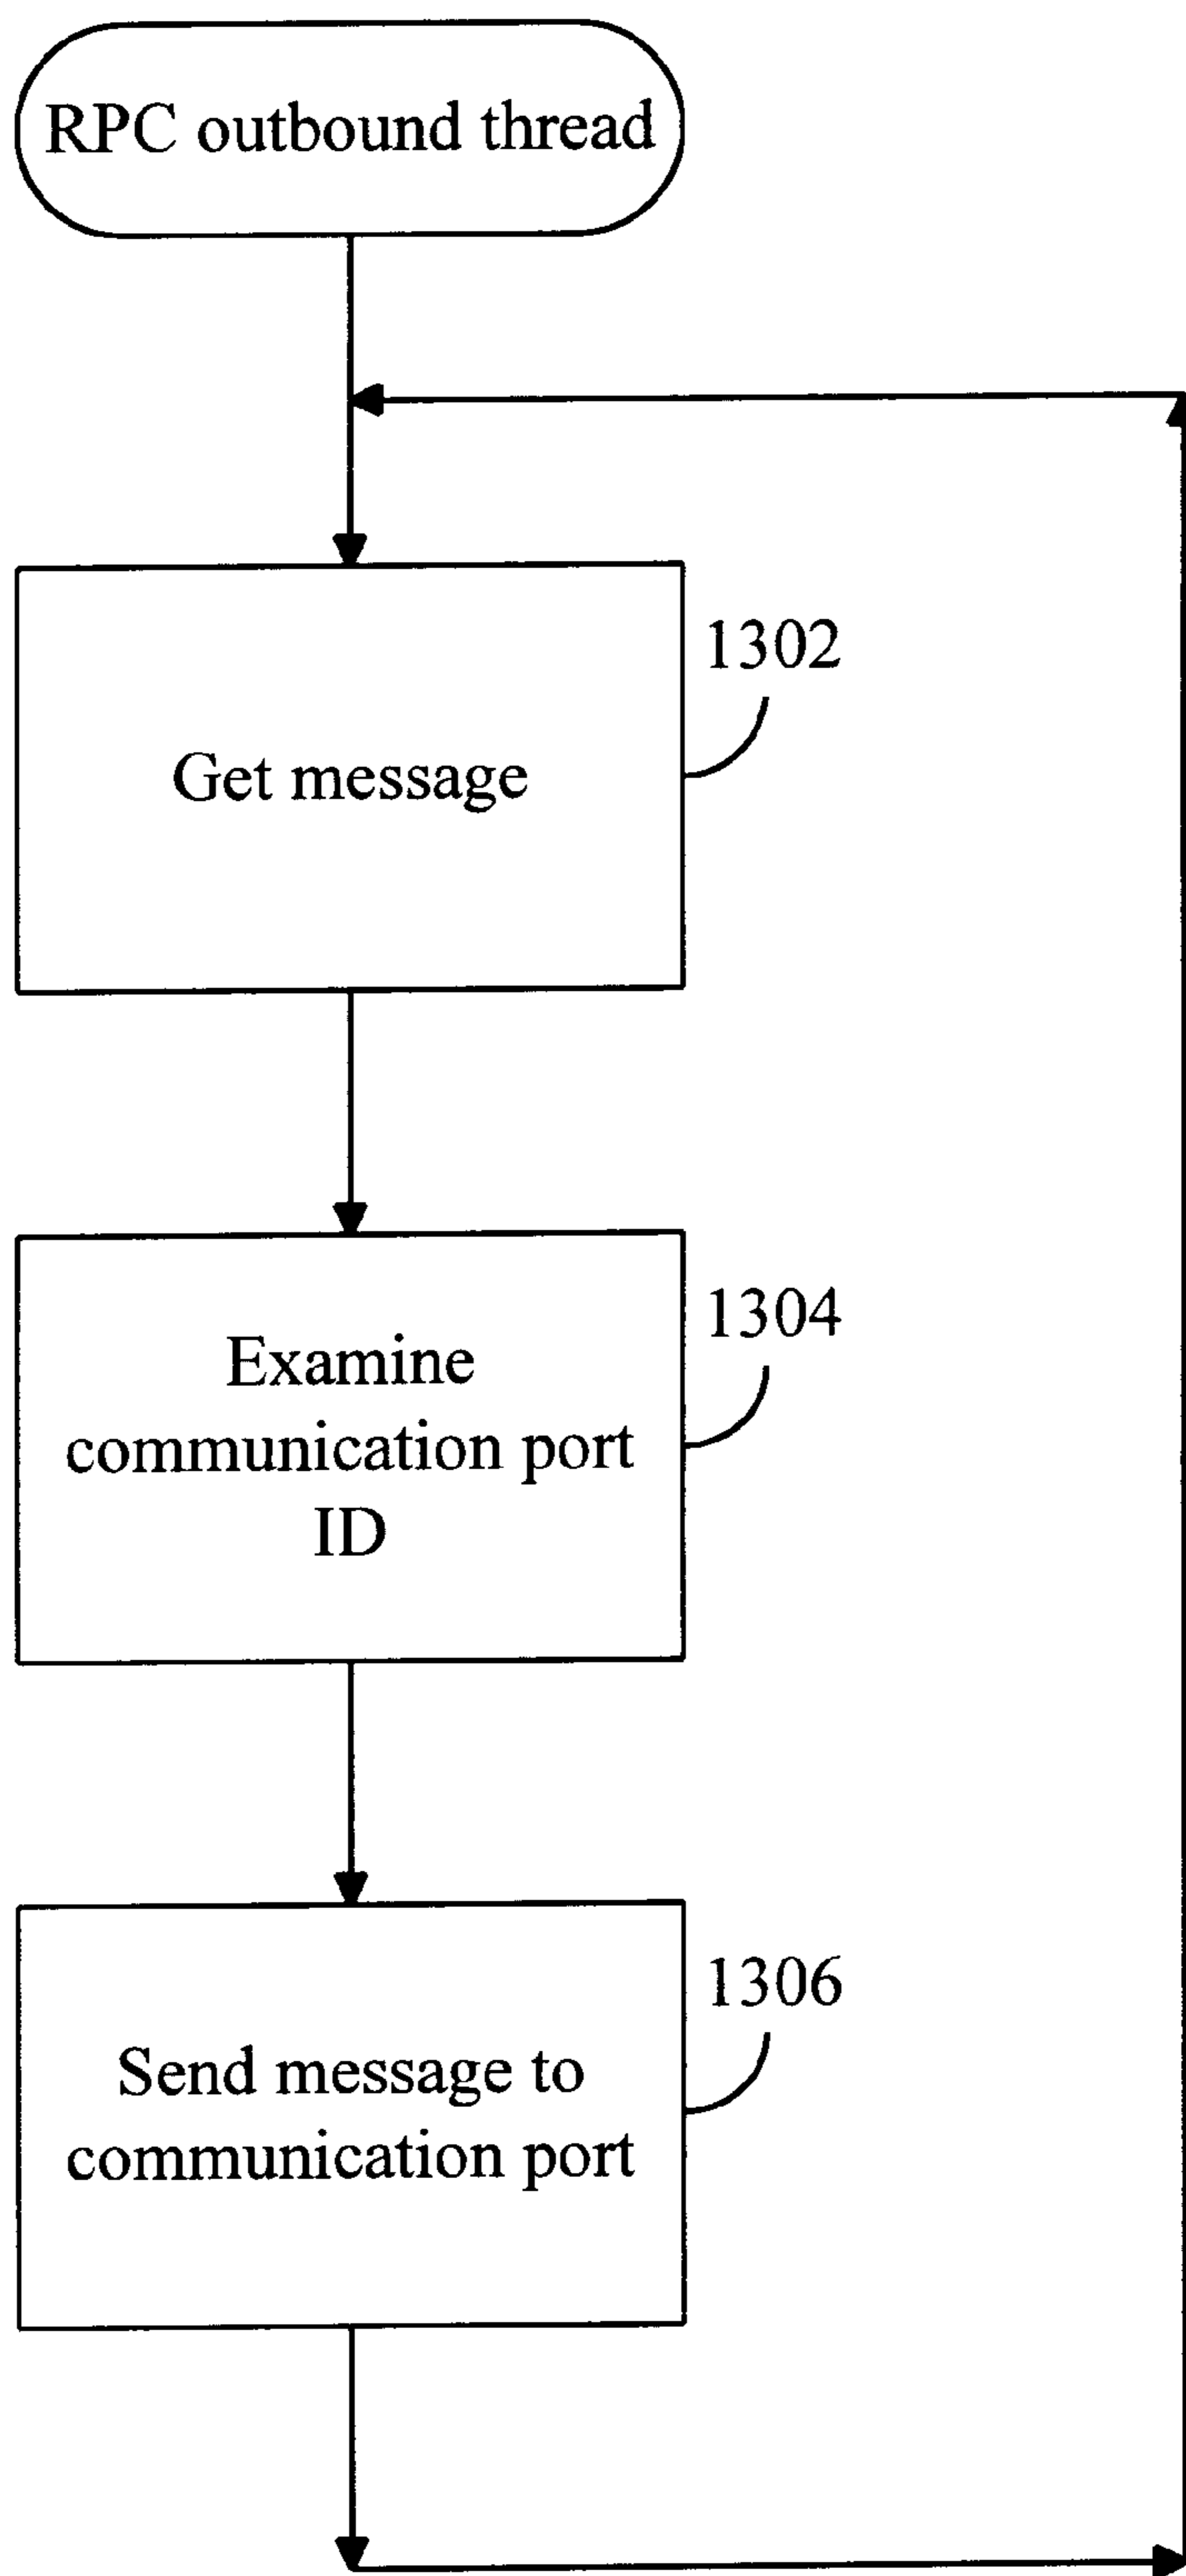 RPC outbound thread
1302
Get message
1304
Examine
communication port
ID
1306
Send message to
communication port